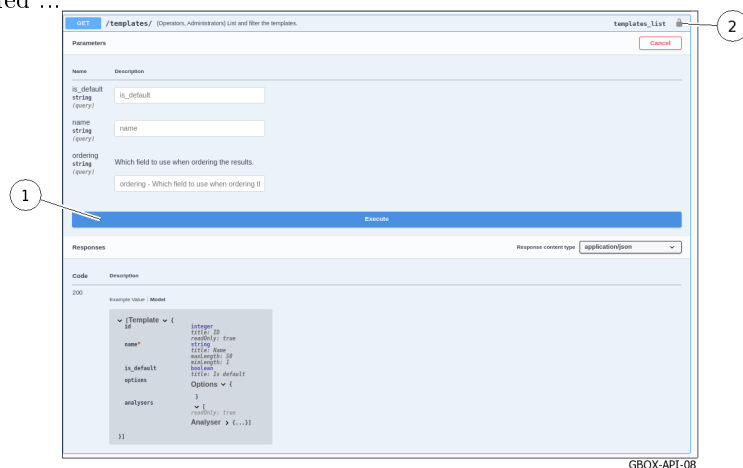 GET /templates/ (Operators, Administrators) List and filter the templates. templates_list
2
Parameters Cancel
Name Description
is_default
string
(query)
is_default
name
string
(query)
name
ordering
string
(query)
Which field to use when ordering the results.
ordering - Which field to use when ordering tl
1
Execute
Responses Response content type application/json
Code Description
200
Example Value | Model
[Template {
id integer
title: ID
readOnly: true
name* string
title: Name
maxLength: 50
minLength: 1
is_default boolean
title: Is default
options Options {
}
analysers [
readOnly: true
Analyser > {...}]
}]
GBOX-API-08